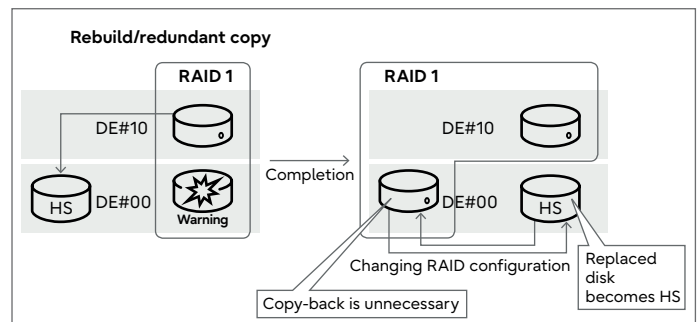 Rebuild/redundant copy
RAID 1
RAID 1
DE#10
DE#10
Completion
HS
DE#00
Warning
DE#00
HS
Changing RAID configuration
Copy-back is unnecessary
Replaced
disk
becomes HS